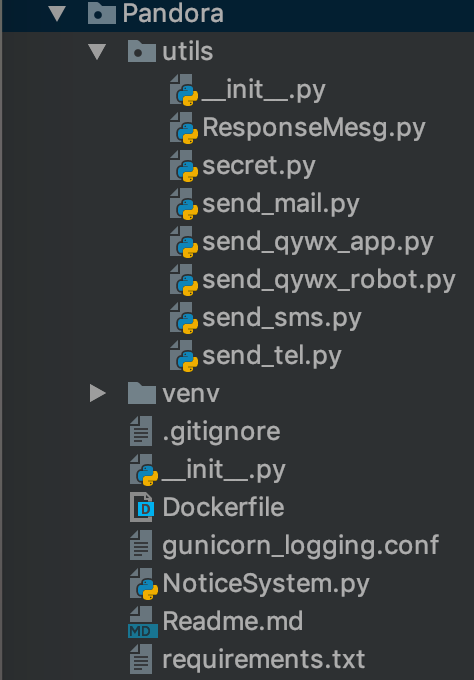 Pandora
utils
__init__.py
ResponseMesg.py
secret.py
send_mail.py
send_qywx_app.py
send_qywx_robot.py
send_sms.py
send_tel.py
venv
.gitignore
__init__.py
D Dockerfile
gunicorn_logging.conf
NoticeSystem.py
MD Readme.md
requirements.txt